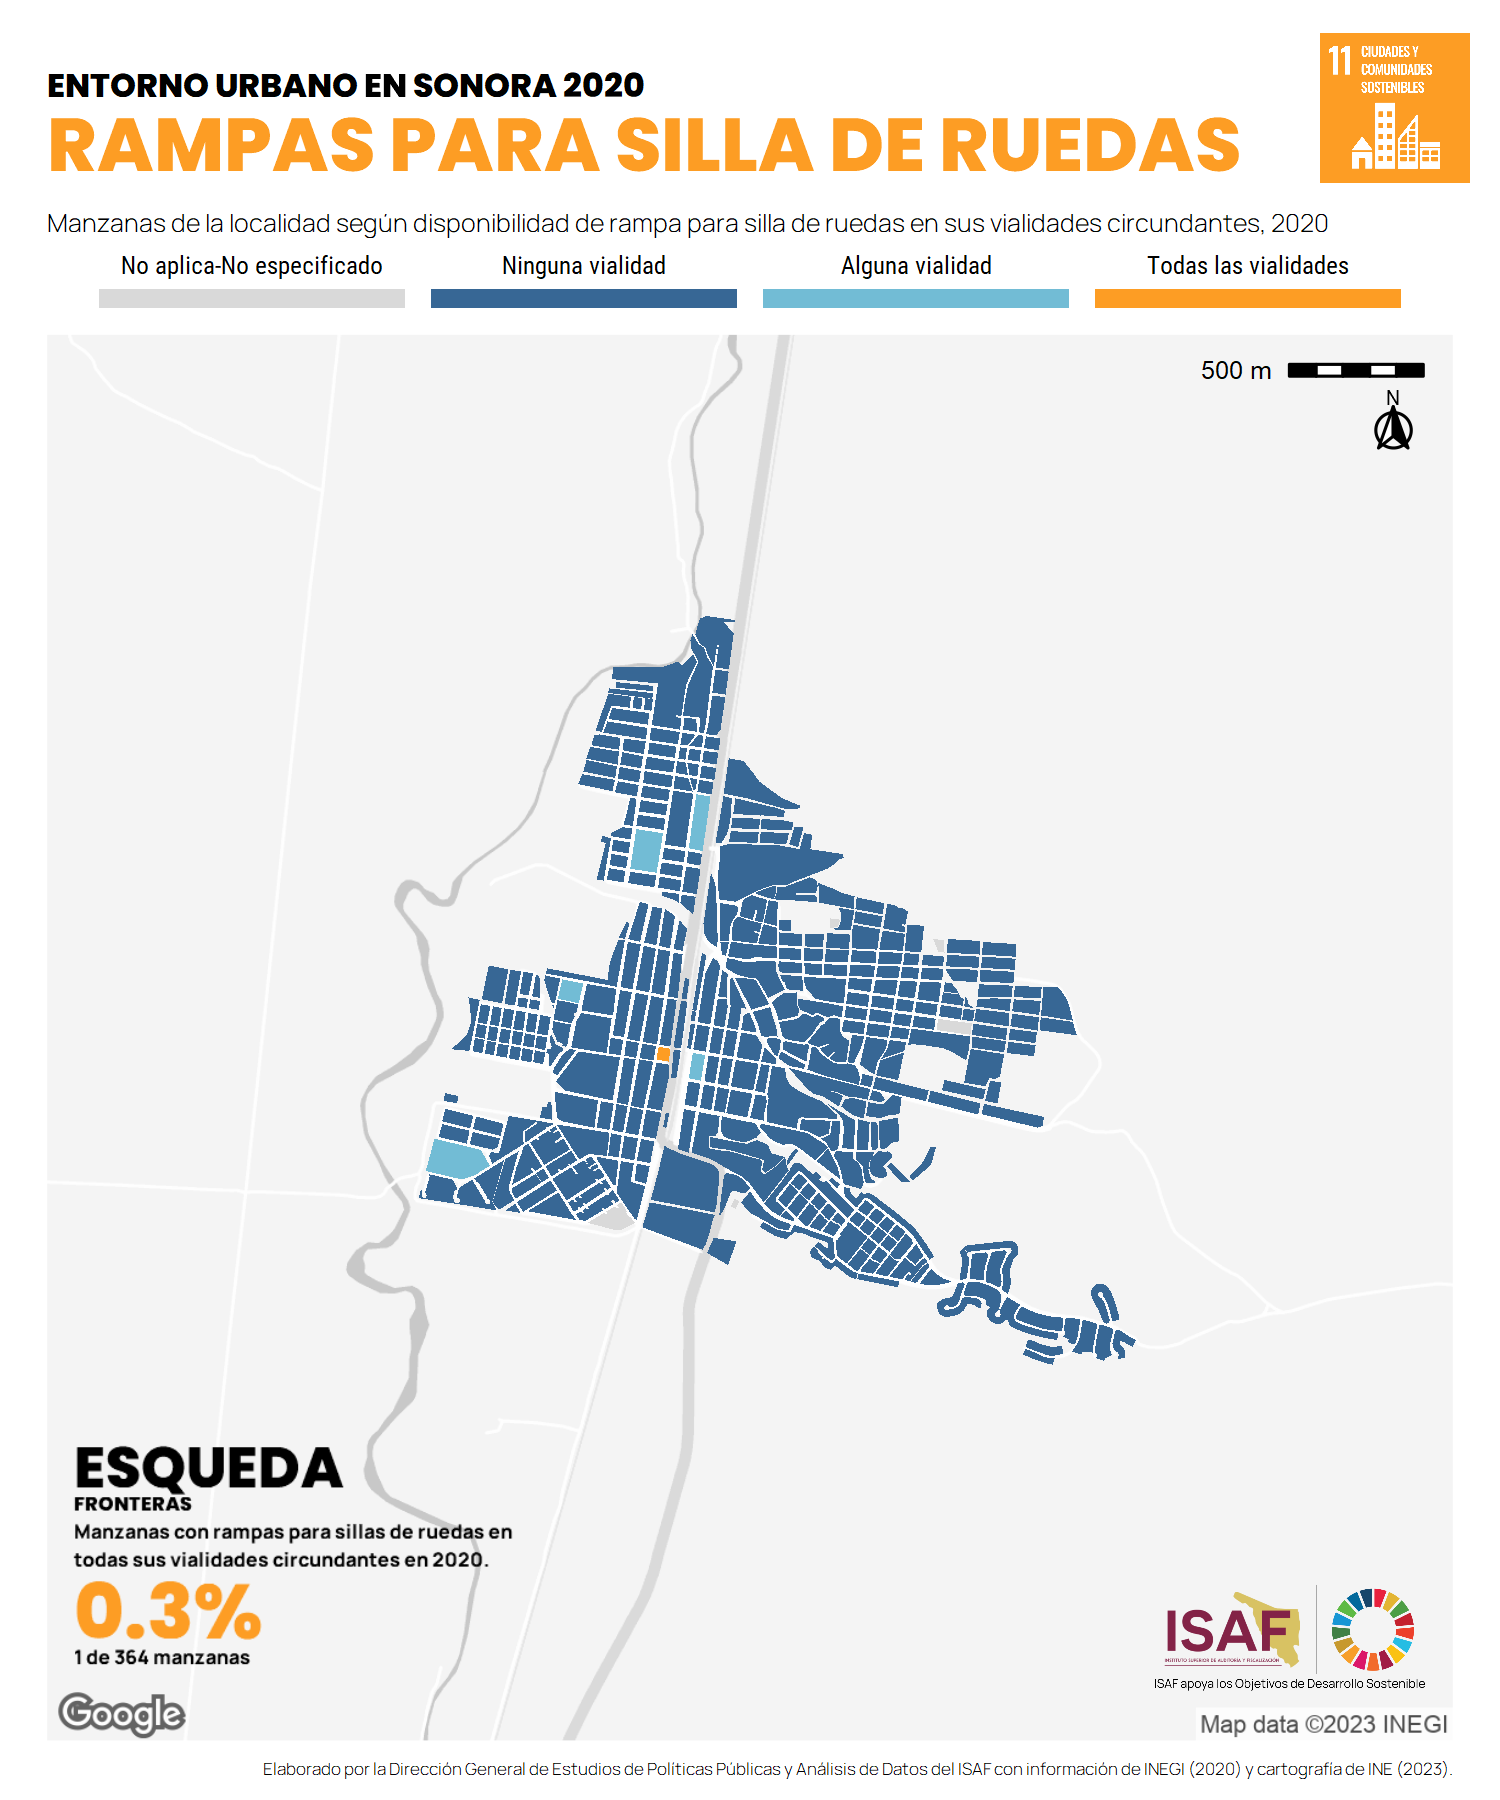 ENTORNO URBANO EN SONORA 2020
RAMPAS PARA SILLA DE RUEDAS
11 CIUDADES Y
COMUNIDADES
SOSTENIBLES
Manzanas de la localidad según disponibilidad de rampa para silla de ruedas en sus vialidades circundantes, 2020
No aplica-No especificado Ninguna vialidad Alguna vialidad Todas las vialidades
500 m
N
ESQUEDA
FRONTERAS
Manzanas con rampas para sillas de ruedas en
todas sus vialidades circundantes en 2020.
0.3%
1 de 364 manzanas
ISAF
INSTITUTO SUPERIOR DE AUDITORÍA Y FISCALIZACIÓN
ISAF apoya los Objetivos de Desarrollo Sostenible
Google
Map data ©2023 INEGI
Elaborado por la Dirección General de Estudios de Políticas Públicas y Análisis de Datos del ISAF con información de INEGI (2020) y cartografía de INE (2023).